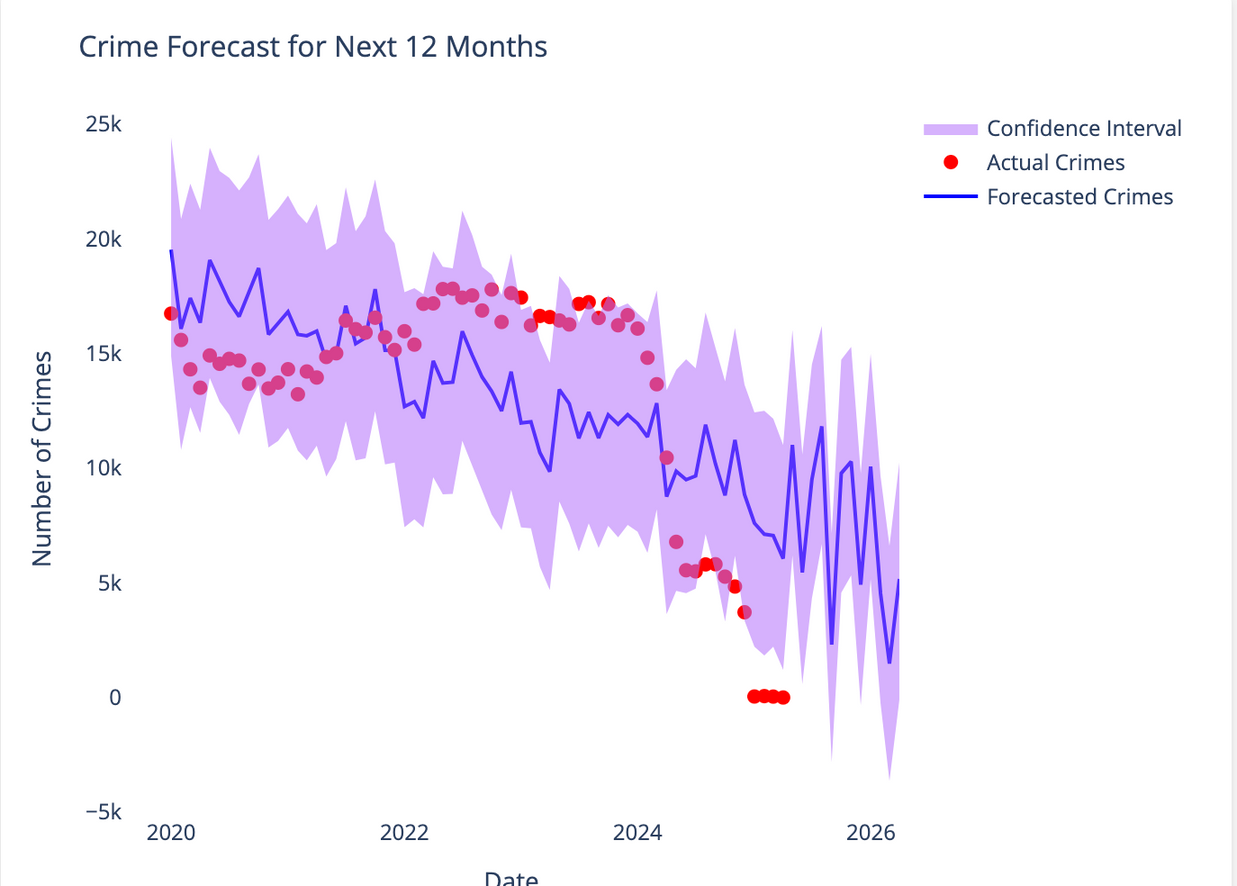 Crime Forecast for Next 12 Months
25k
20k
15k
10k
5k
0
−5k
Number of Crimes
2020
2022
2024
2026
Date
Confidence Interval
Actual Crimes
Forecasted Crimes